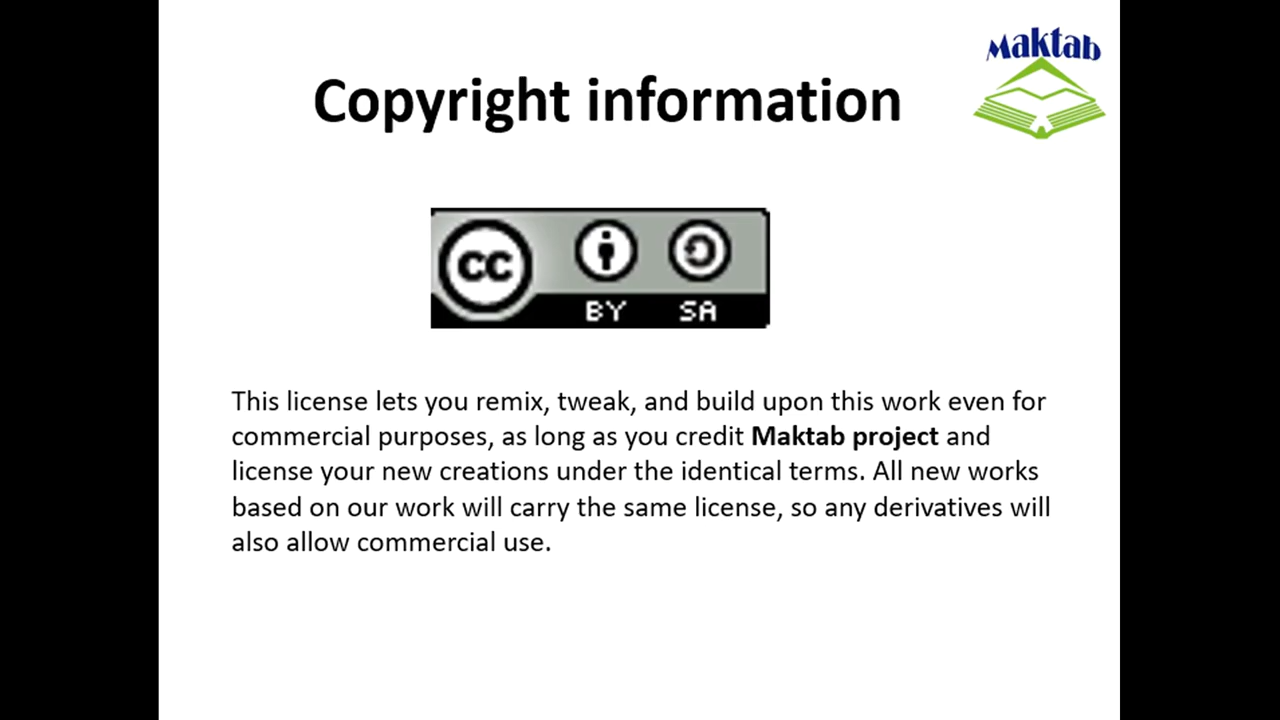 Maktab
Copyright information
CC
BY SA
This license lets you remix, tweak, and build upon this work even for
commercial purposes, as long as you credit Maktab project and
license your new creations under the identical terms. All new works
based on our work will carry the same license, so any derivatives will
also allow commercial use.